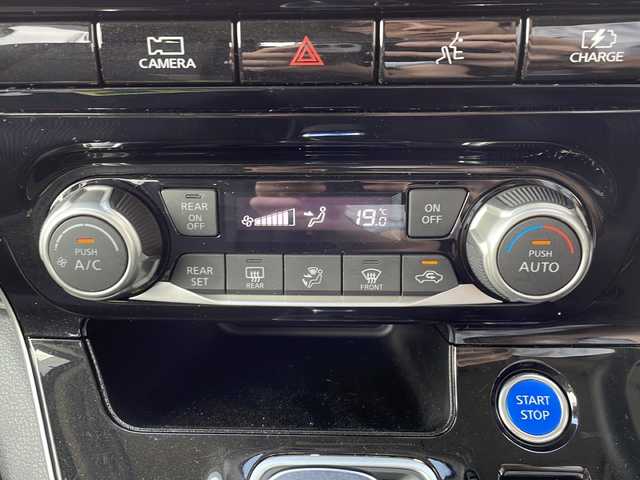 CAMERA
CHARGE
REAR
ON
OFF
19.0 °C
ON
OFF
PUSH
A/C
PUSH
AUTO
REAR
SET
REAR
FRONT
START
STOP